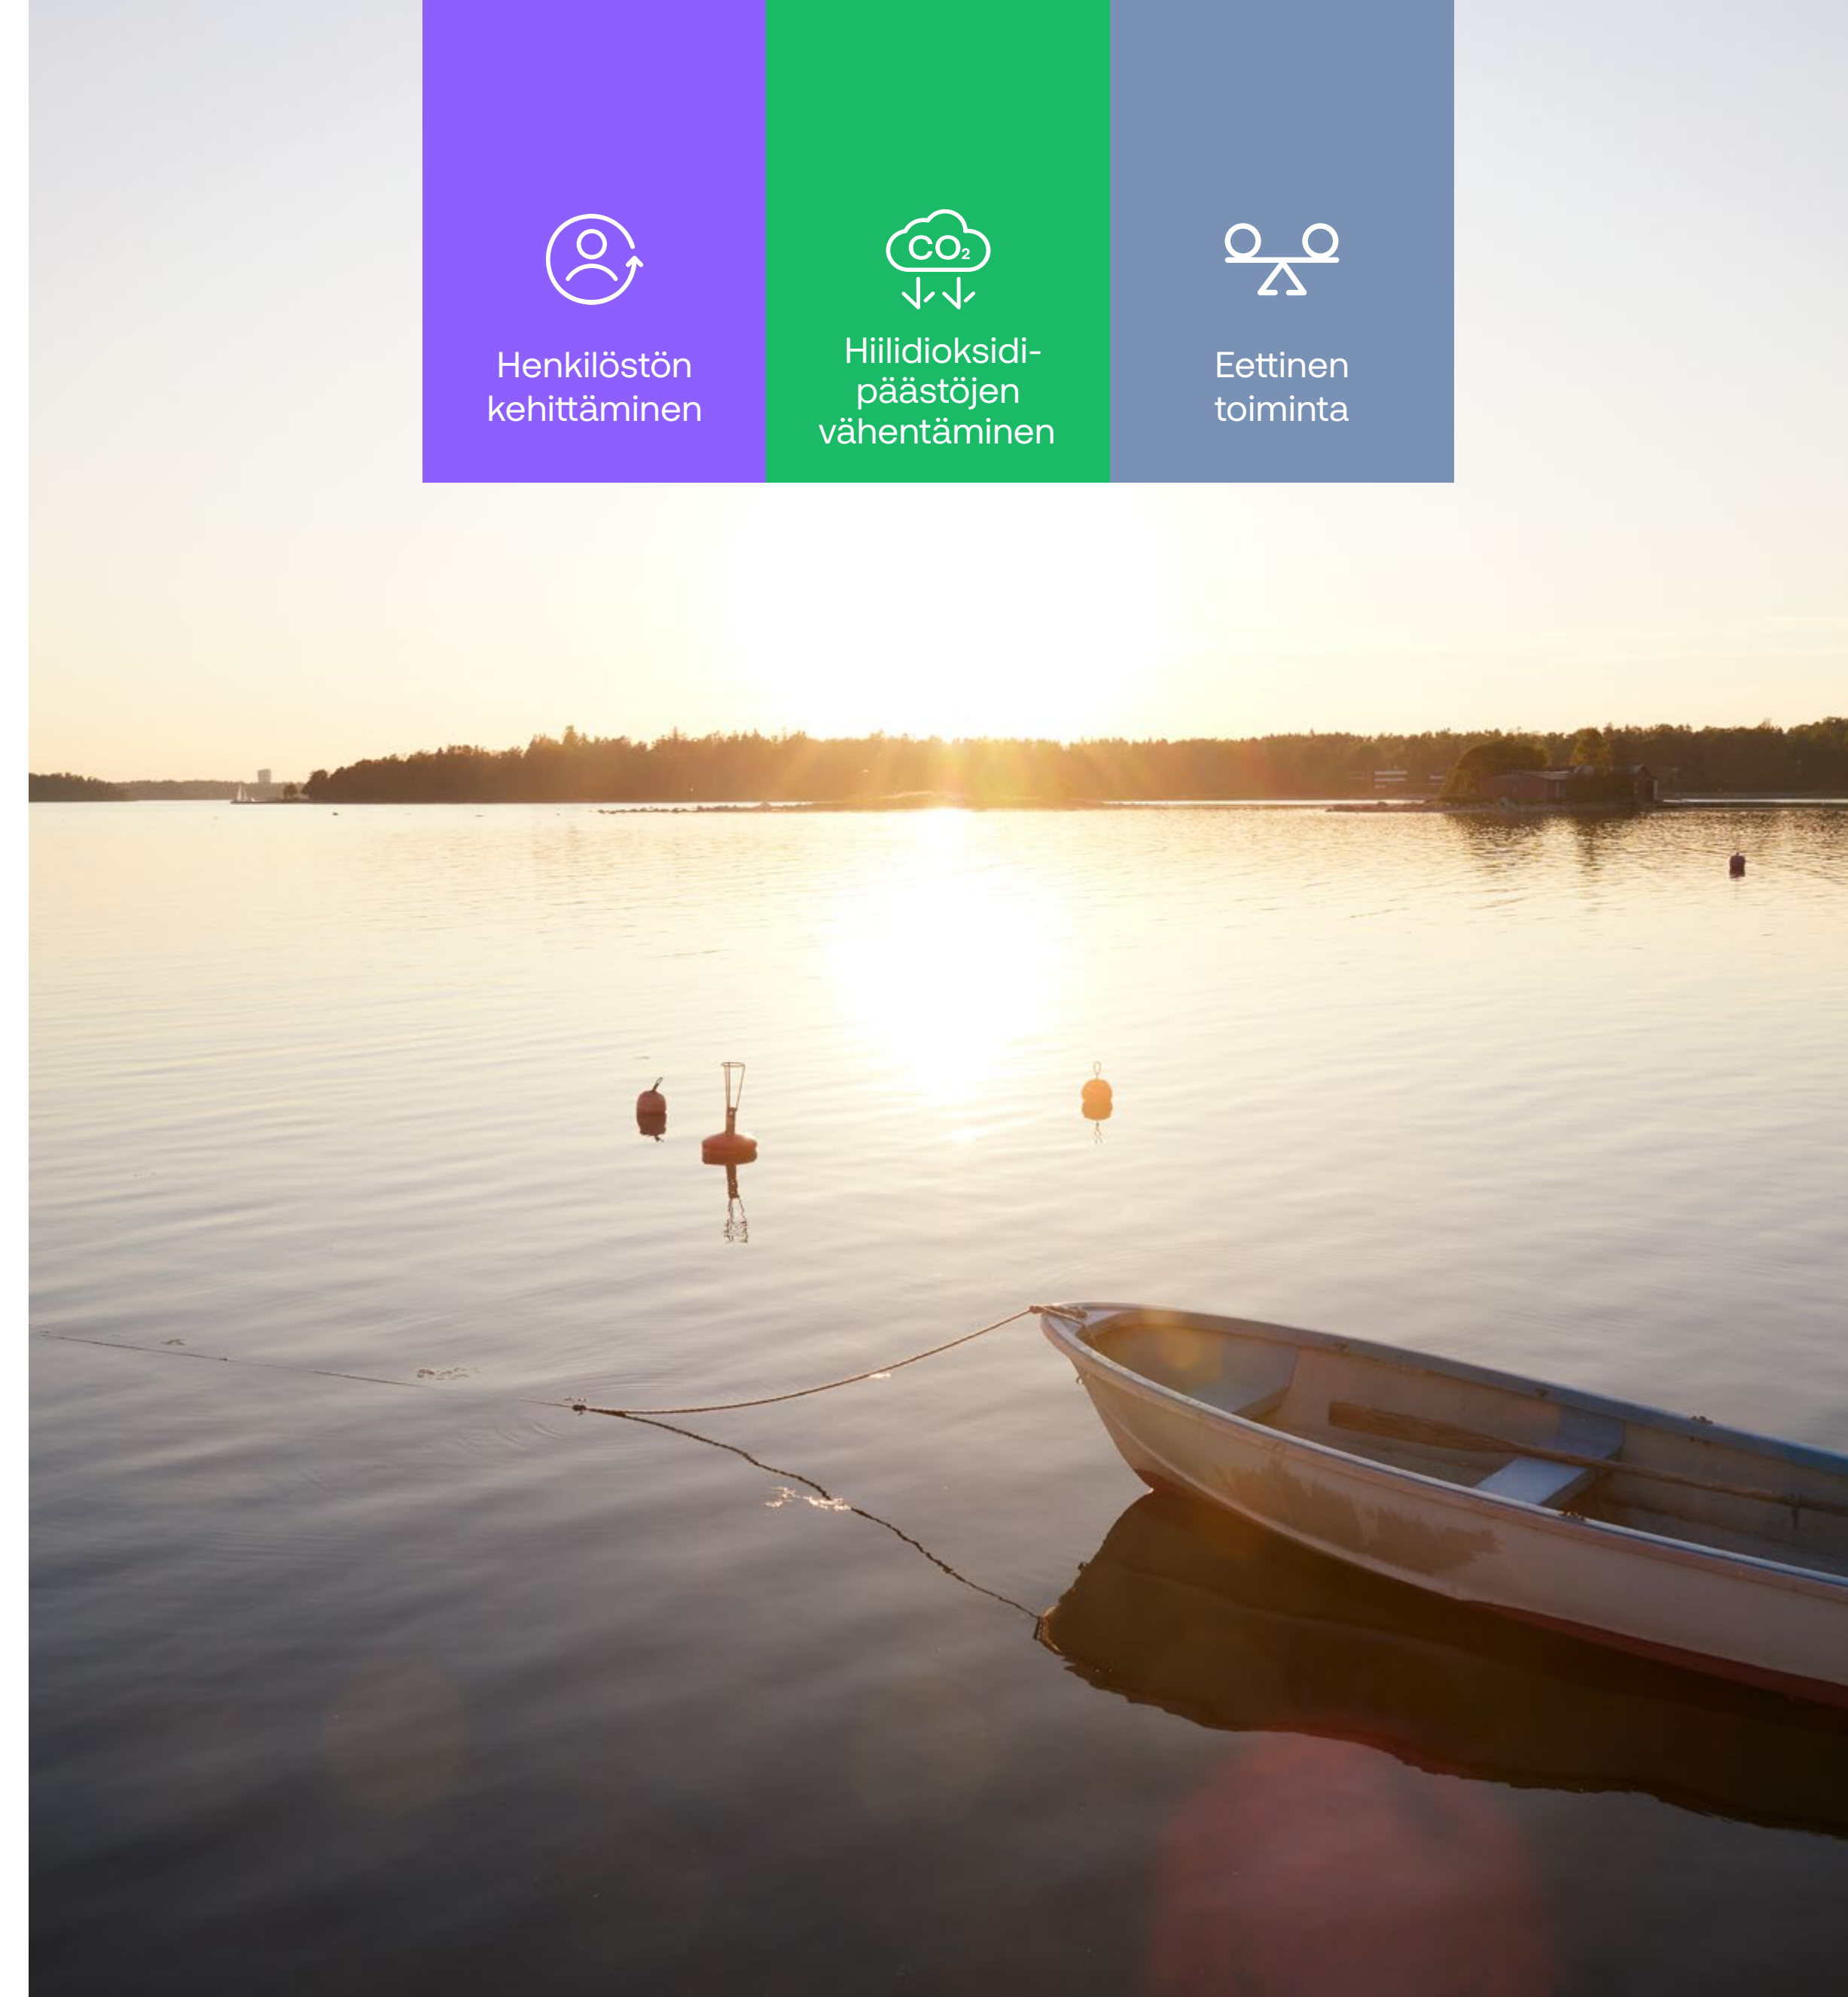 Henkilöstön
kehittäminen
CO₂
Hiilidioksidi-
päästöjen
vähentäminen
Eettinen
toiminta